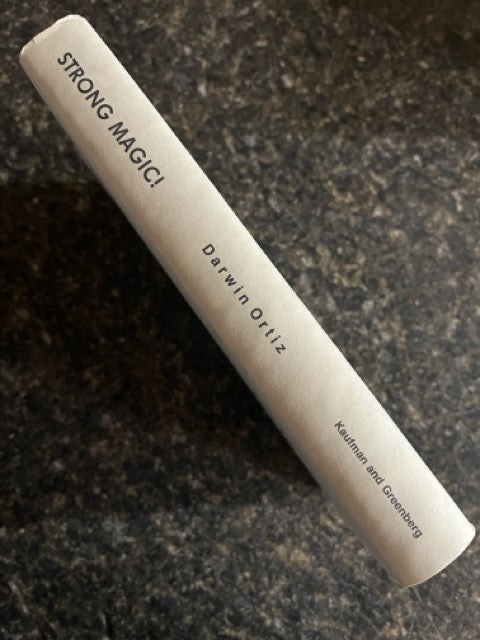 STRONG MAGIC!
Darwin Ortiz
Kaufman and Greenberg